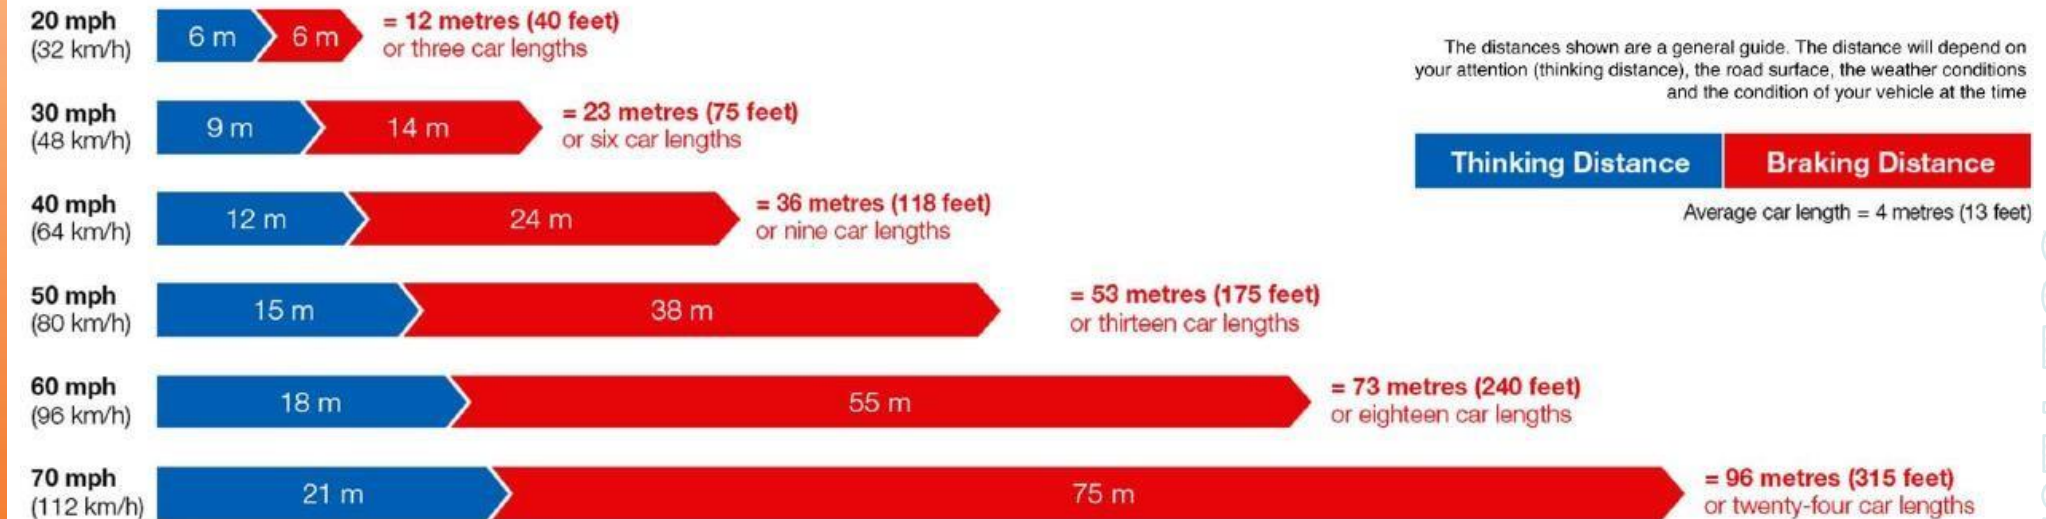 20 mph
(32 km/h)
6 m
6 m
= 12 metres (40 feet)
or three car lengths
The distances shown are a general guide. The distance will depend on
your attention (thinking distance), the road surface, the weather conditions
and the condition of your vehicle at the time
30 mph
(48 km/h)
9 m
14 m
= 23 metres (75 feet)
or six car lengths
Thinking Distance
Braking Distance
Average car length = 4 metres (13 feet)
40 mph
(64 km/h)
12 m
24 m
= 36 metres (118 feet)
or nine car lengths
50 mph
(80 km/h)
15 m
38 m
= 53 metres (175 feet)
or thirteen car lengths
60 mph
(96 km/h)
18 m
55 m
= 73 metres (240 feet)
or eighteen car lengths
70 mph
(112 km/h)
21 m
75 m
= 96 metres (315 feet)
or twenty-four car lengths